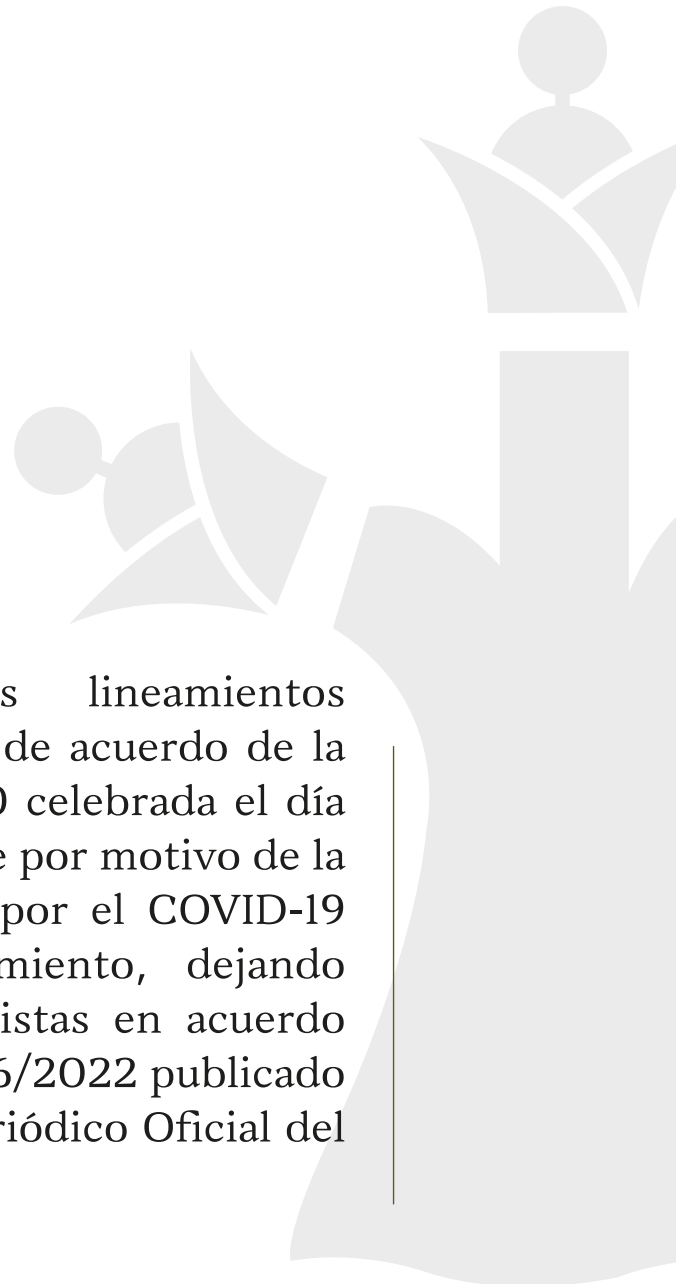 s lineamientos
de acuerdo de la
0 celebrada el día
e por motivo de la
por el COVID-19
miento, dejando
istas en acuerdo
6/2022 publicado
riódico Oficial del